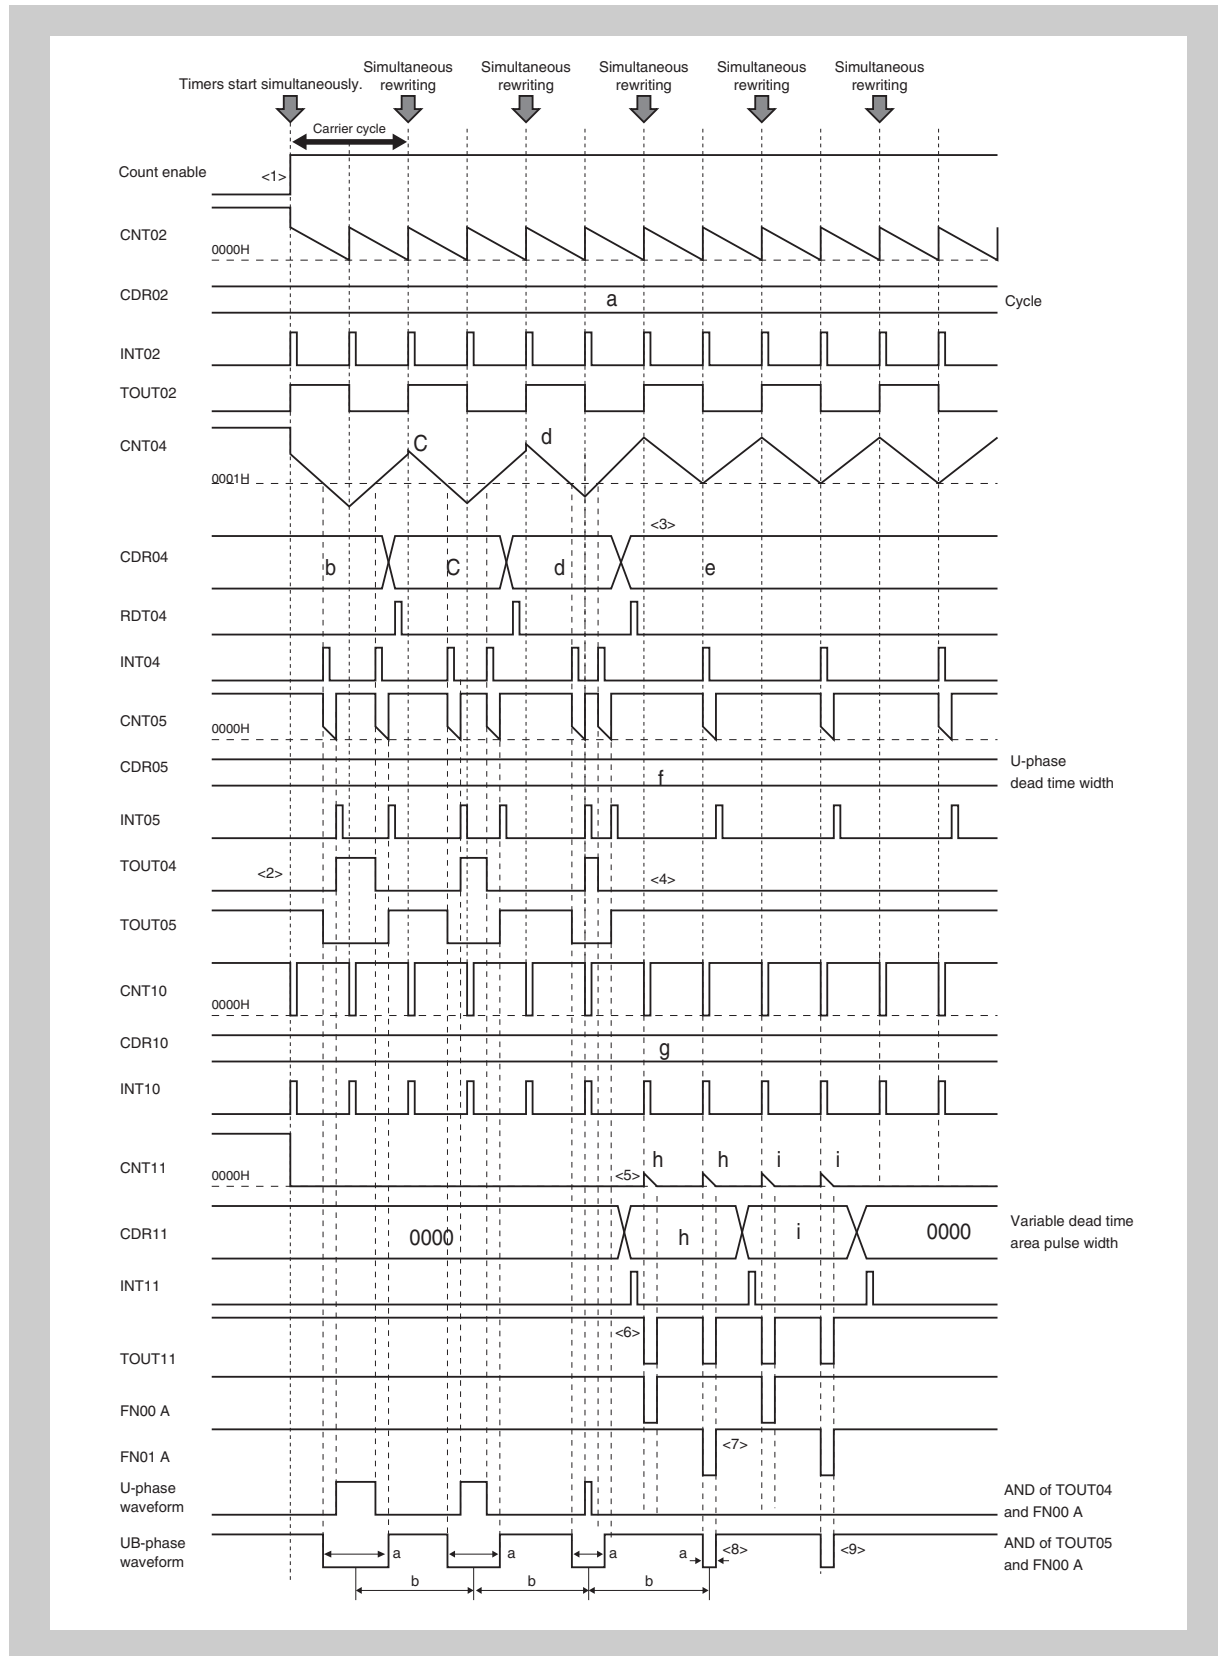 Simultaneous Simultaneous Simultaneous Simultaneous Simultaneous
Timers start simultaneously. rewriting rewriting rewriting rewriting rewriting
Carrier cycle
Count enable <1>
CNT02
0000H
CDR02 a Cycle
INT02
TOUT02
CNT04 C d
0001H
<3>
CDR04 b C d e
RDT04
INT04
CNT05
0000H
CDR05 f U-phase
dead time width
INT05
TOUT04 <2> <4>
TOUT05
CNT10
0000H
CDR10 g
INT10
h h i i
CNT11
0000H <5>
CDR11 0000 h i 0000 Variable dead time
area pulse width
INT11
<6>
TOUT11
FN00 A
FN01 A <7>
U-phase
waveform
AND of TOUT04
and FN00 A
UB-phase
waveform
a a a a <8> <9>
AND of TOUT05
and FN00 A
b b b